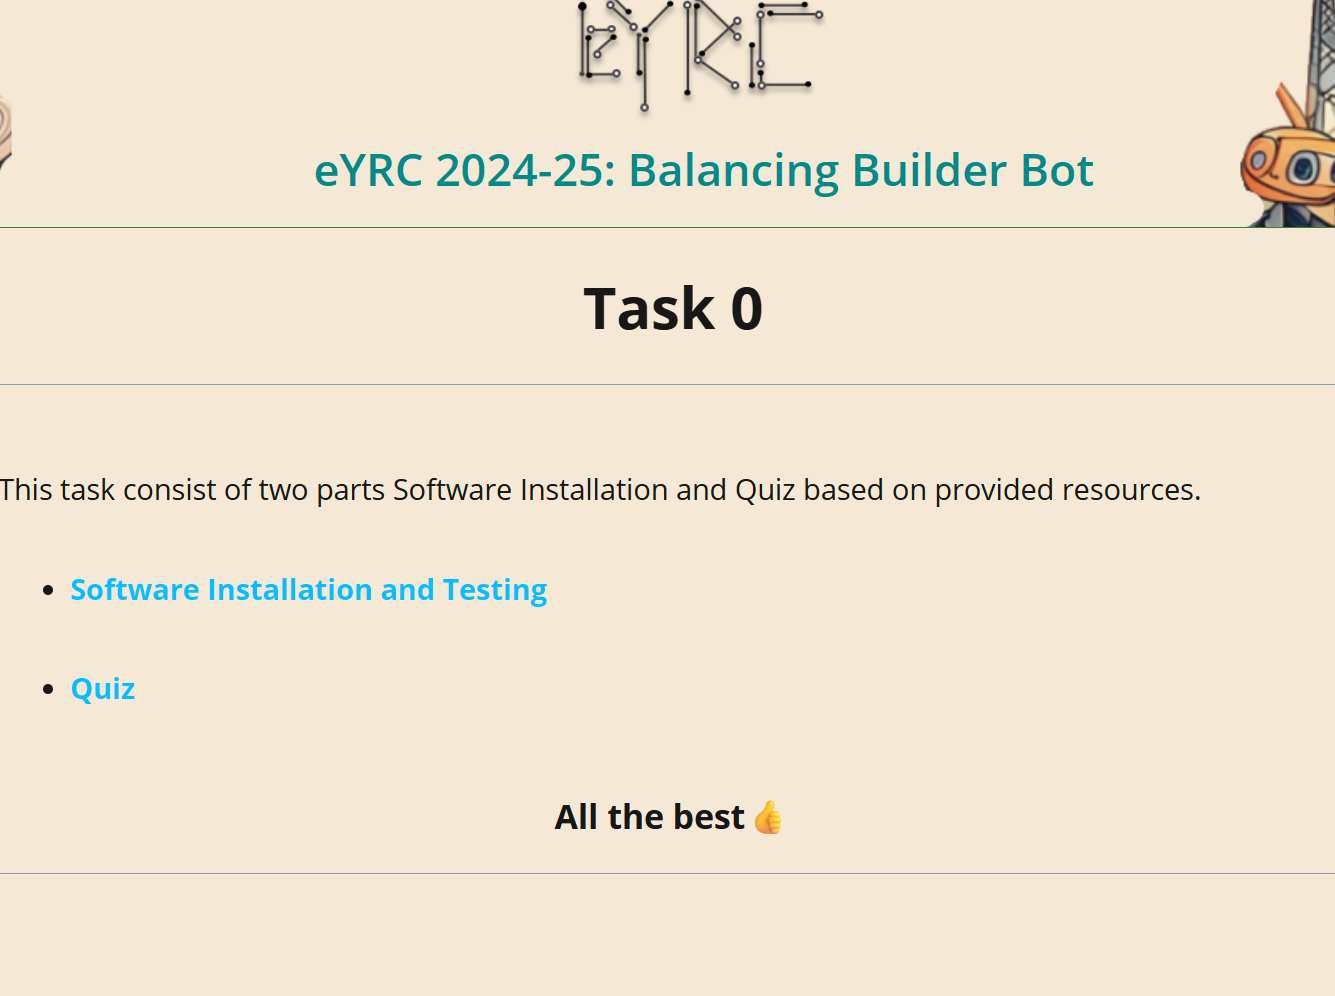 eYRC
eYRC 2024-25: Balancing Builder Bot
Task 0
This task consist of two parts Software Installation and Quiz based on provided resources.
Software Installation and Testing
Quiz
All the best 👍